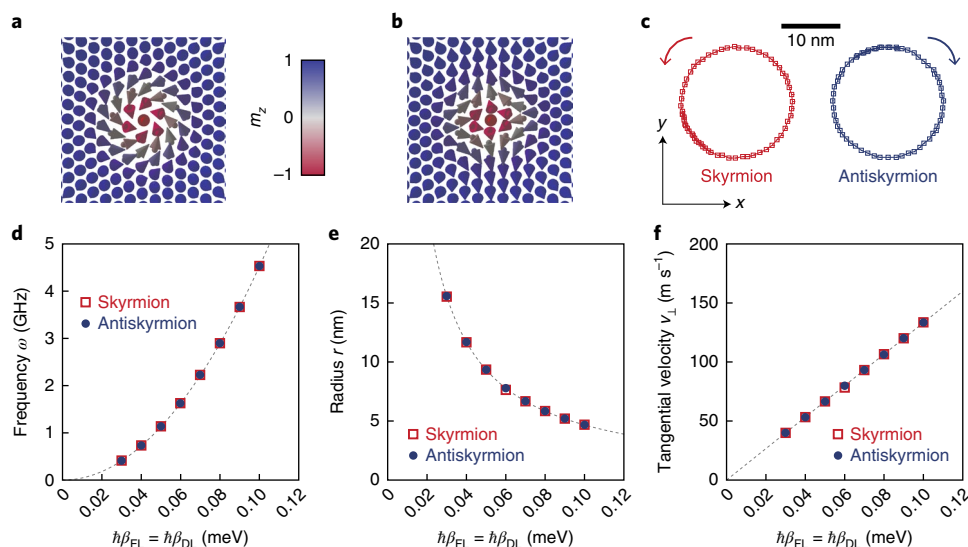 a
b
c
1
0
−1
m_z
10 nm
y
x
Skyrmion
Antiskyrmion
d
5
4
3
2
1
0
Frequency ω (GHz)
Skyrmion
Antiskyrmion
0
0.02
0.04
0.06
0.08
0.10
0.12
ℏβ_FL = ℏβ_DL (meV)
e
20
15
10
5
0
Radius r (nm)
Skyrmion
Antiskyrmion
0
0.02
0.04
0.06
0.08
0.10
0.12
ℏβ_FL = ℏβ_DL (meV)
f
200
150
100
50
0
Tangential velocity v⊥ (m s⁻¹)
Skyrmion
Antiskyrmion
0
0.02
0.04
0.06
0.08
0.10
0.12
ℏβ_FL = ℏβ_DL (meV)